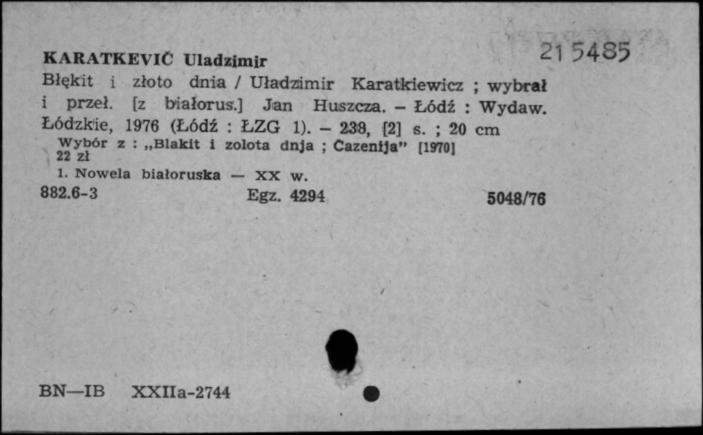 21 5485
KARATKEVIČ Uladzimir
Błękit i złoto dnia / Uładzimir Karatkiewicz ; wybrał
i przeł. [z białorus.] Jan Huszcza. — Łódź : Wydaw.
Łódzkie, 1976 (Łódź : ŁZG 1). — 238, [2] s. ; 20 cm
Wybór z : „Blakit i zolota dnja ; Cazenija” [1970]
22 zł
1. Nowela białoruska — XX w.
882.6-3 Egz. 4294 5048/76
BN—IB XXIIa-2744